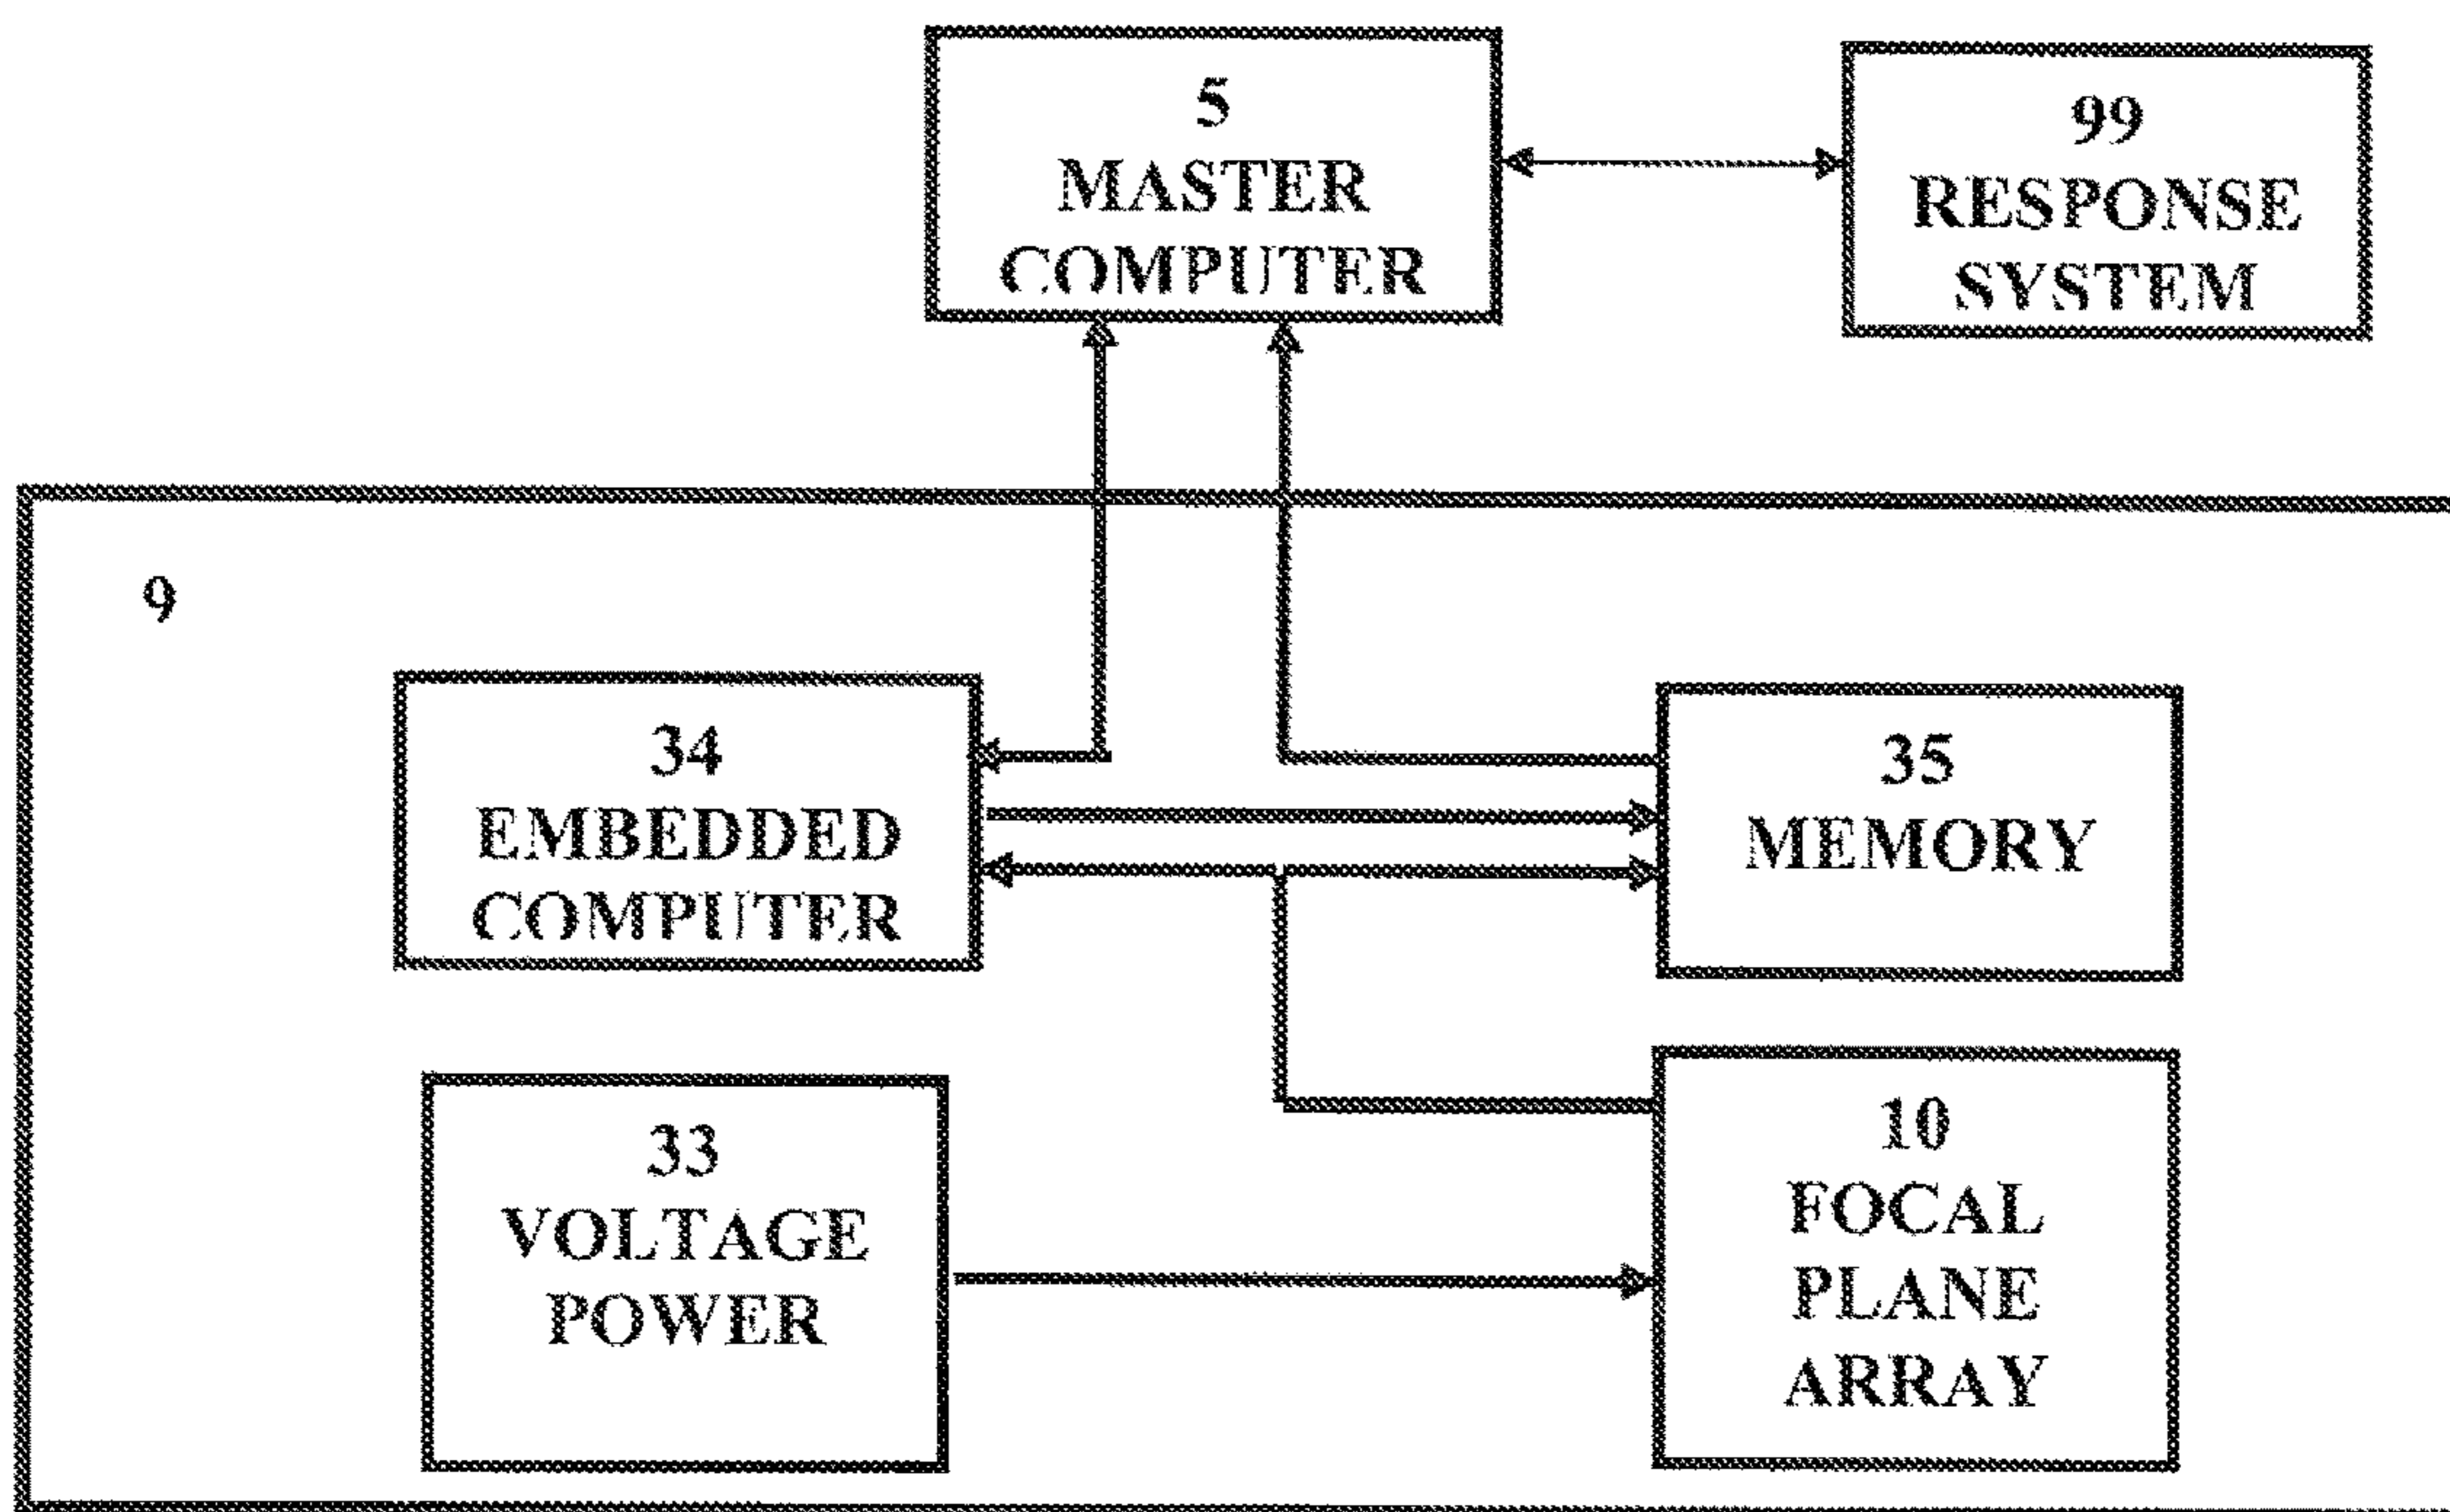 5
MASTER
COMPUTER
99
RESPONSE
SYSTEM
9
34
EMBEDDED
COMPUTER
35
MEMORY
33
VOLTAGE
POWER
10
FOCAL
PLANE
ARRAY